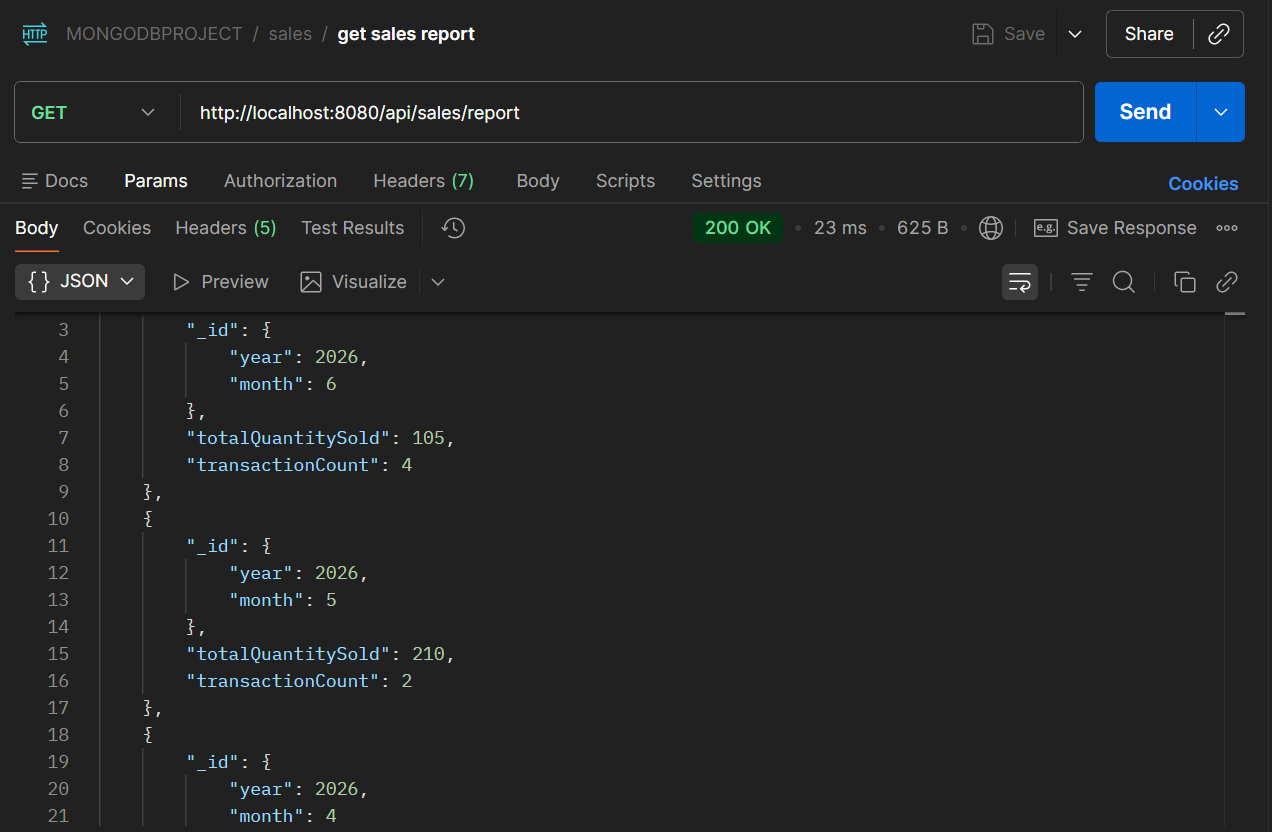 HTTP MONGODBPROJECT / sales / get sales report Save Share
GET http://localhost:8080/api/sales/report Send
Docs Params Authorization Headers (7) Body Scripts Settings Cookies
Body Cookies Headers (5) Test Results 200 OK • 23 ms • 625 B • e.g. Save Response
{} JSON Preview Visualize
3 "_id": {
4 "year": 2026,
5 "month": 6
6 },
7 "totalQuantitySold": 105,
8 "transactionCount": 4
9 },
10 {
11 "_id": {
12 "year": 2026,
13 "month": 5
14 },
15 "totalQuantitySold": 210,
16 "transactionCount": 2
17 },
18 {
19 "_id": {
20 "year": 2026,
21 "month": 4